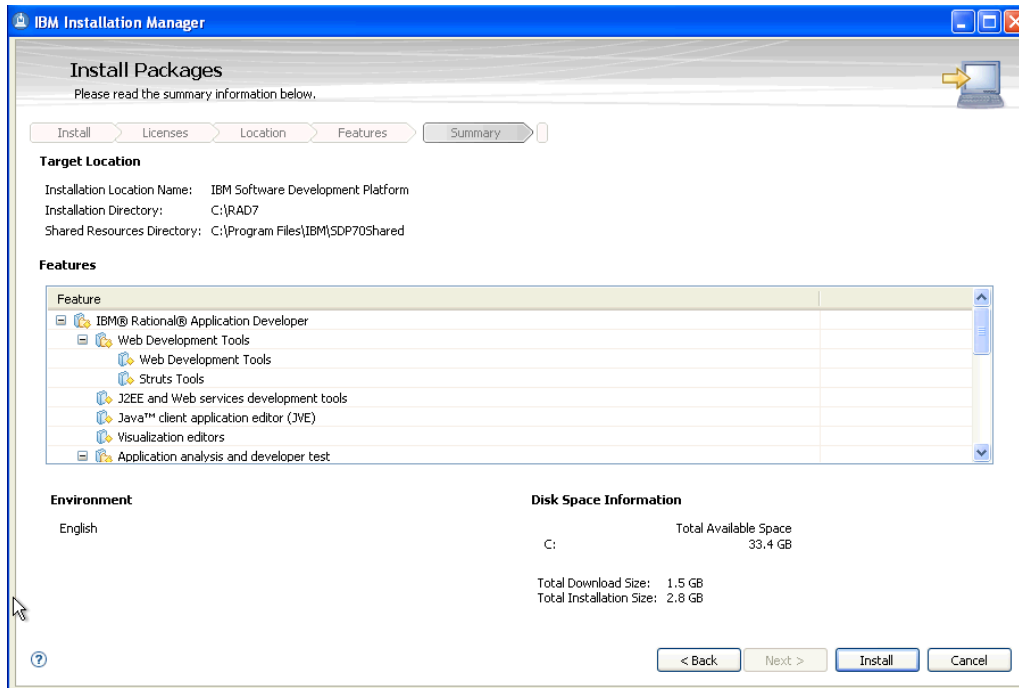 IBM Installation Manager
Install Packages
Please read the summary information below.
Install Licenses Location Features Summary
Target Location
Installation Location Name: IBM Software Development Platform
Installation Directory: C:\RAD7
Shared Resources Directory: C:\Program Files\IBM\SDP70Shared
Features
Feature
IBM® Rational® Application Developer
Web Development Tools
Web Development Tools
Struts Tools
J2EE and Web services development tools
Java™ client application editor (JVE)
Visualization editors
Application analysis and developer test
Environment Disk Space Information
English Total Available Space
C: 33.4 GB
Total Download Size: 1.5 GB
Total Installation Size: 2.8 GB
? < Back Next > Install Cancel